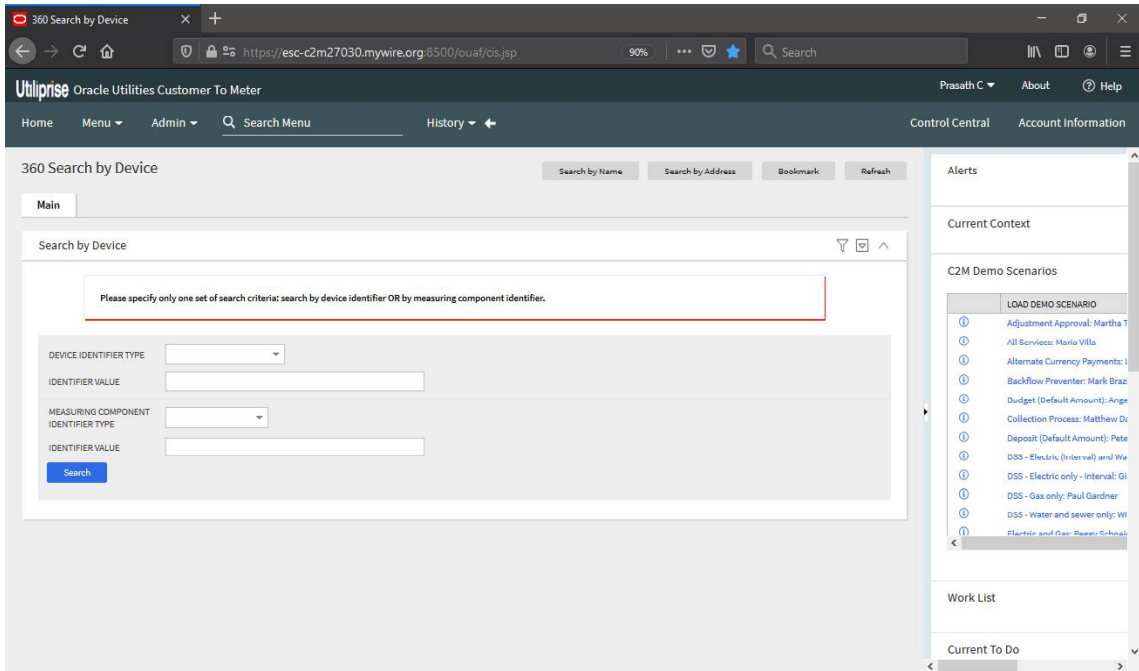 360 Search by Device
https://esc-c2m27030.mywire.org:8500/ouaf/cis.jsp 90% Search
Utiliprise Oracle Utilities Customer To Meter Prasath C About Help
Home Menu Admin Search Menu History Control Central Account Information
360 Search by Device Search by Name Search by Address Bookmark Refresh
Main
Search by Device
Please specify only one set of search criteria: search by device identifier OR by measuring component identifier.
DEVICE IDENTIFIER TYPE
IDENTIFIER VALUE
MEASURING COMPONENT
IDENTIFIER TYPE
IDENTIFIER VALUE
Search
Alerts
Current Context
C2M Demo Scenarios
LOAD DEMO SCENARIO
Adjustment Approval: Martha T
All Services: Maria Villa
Alternate Currency Payments: L
Backflow Preventer: Mark Brazi
Budget (Default Amount): Ange
Collection Process: Matthew Da
Deposit (Default Amount): Pete
DSS - Electric (Interval) and Wa
DSS - Electric only - Interval: Gi
DSS - Gas only: Paul Gardner
DSS - Water and sewer only: Wi
Electric and Gas: Peggy Schnei
Work List
Current To Do